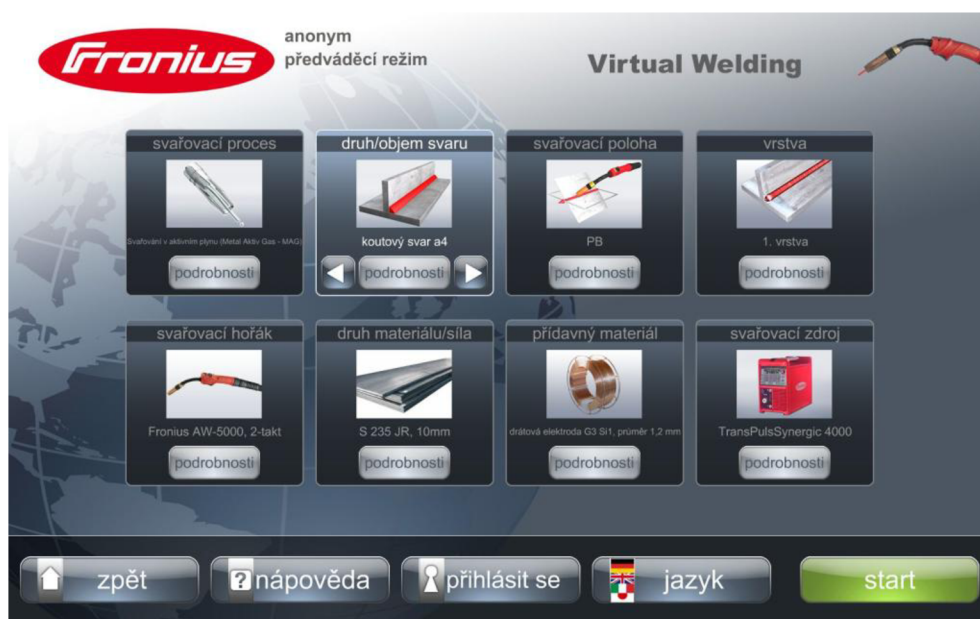 Fronius
anonym
předváděcí režim
Virtual Welding
svařovací proces
Svařování v aktivním plynu (Metal Aktiv Gas - MAG)
podrobnosti
druh/objem svaru
koutový svar a4
podrobnosti
svařovací poloha
PB
podrobnosti
vrstva
1. vrstva
podrobnosti
svařovací hořák
Fronius AW-5000, 2-takt
podrobnosti
druh materiálu/síla
S 235 JR, 10mm
podrobnosti
přídavný materiál
drátová elektroda G3 Si1, průměr 1,2 mm
podrobnosti
svařovací zdroj
TransPulsSynergic 4000
podrobnosti
zpět
? nápověda
přihlásit se
jazyk
start